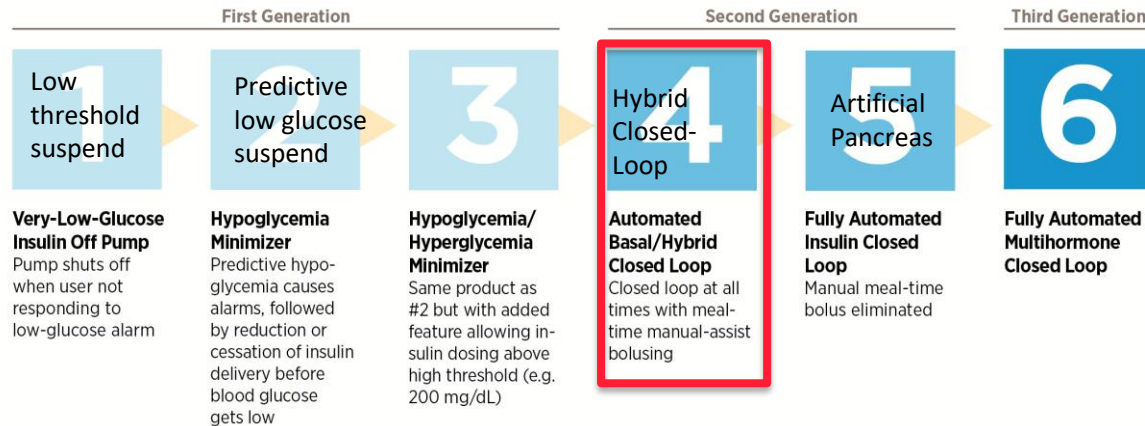 First Generation
Second Generation
Third Generation
1
Low
threshold
suspend
2
Predictive
low glucose
suspend
3
4
Hybrid
Closed-
Loop
5
Artificial
Pancreas
6
Very-Low-Glucose
Insulin Off Pump
Pump shuts off
when user not
responding to
low-glucose alarm
Hypoglycemia
Minimizer
Predictive hypo-
glycemia causes
alarms, followed
by reduction or
cessation of insulin
delivery before
blood glucose
gets low
Hypoglycemia/
Hyperglycemia
Minimizer
Same product as
#2 but with added
feature allowing in-
sulin dosing above
high threshold (e.g.
200 mg/dL)
Automated
Basal/Hybrid
Closed Loop
Closed loop at all
times with meal-
time manual-assist
bolusing
Fully Automated
Insulin Closed
Loop
Manual meal-time
bolus eliminated
Fully Automated
Multihormone
Closed Loop